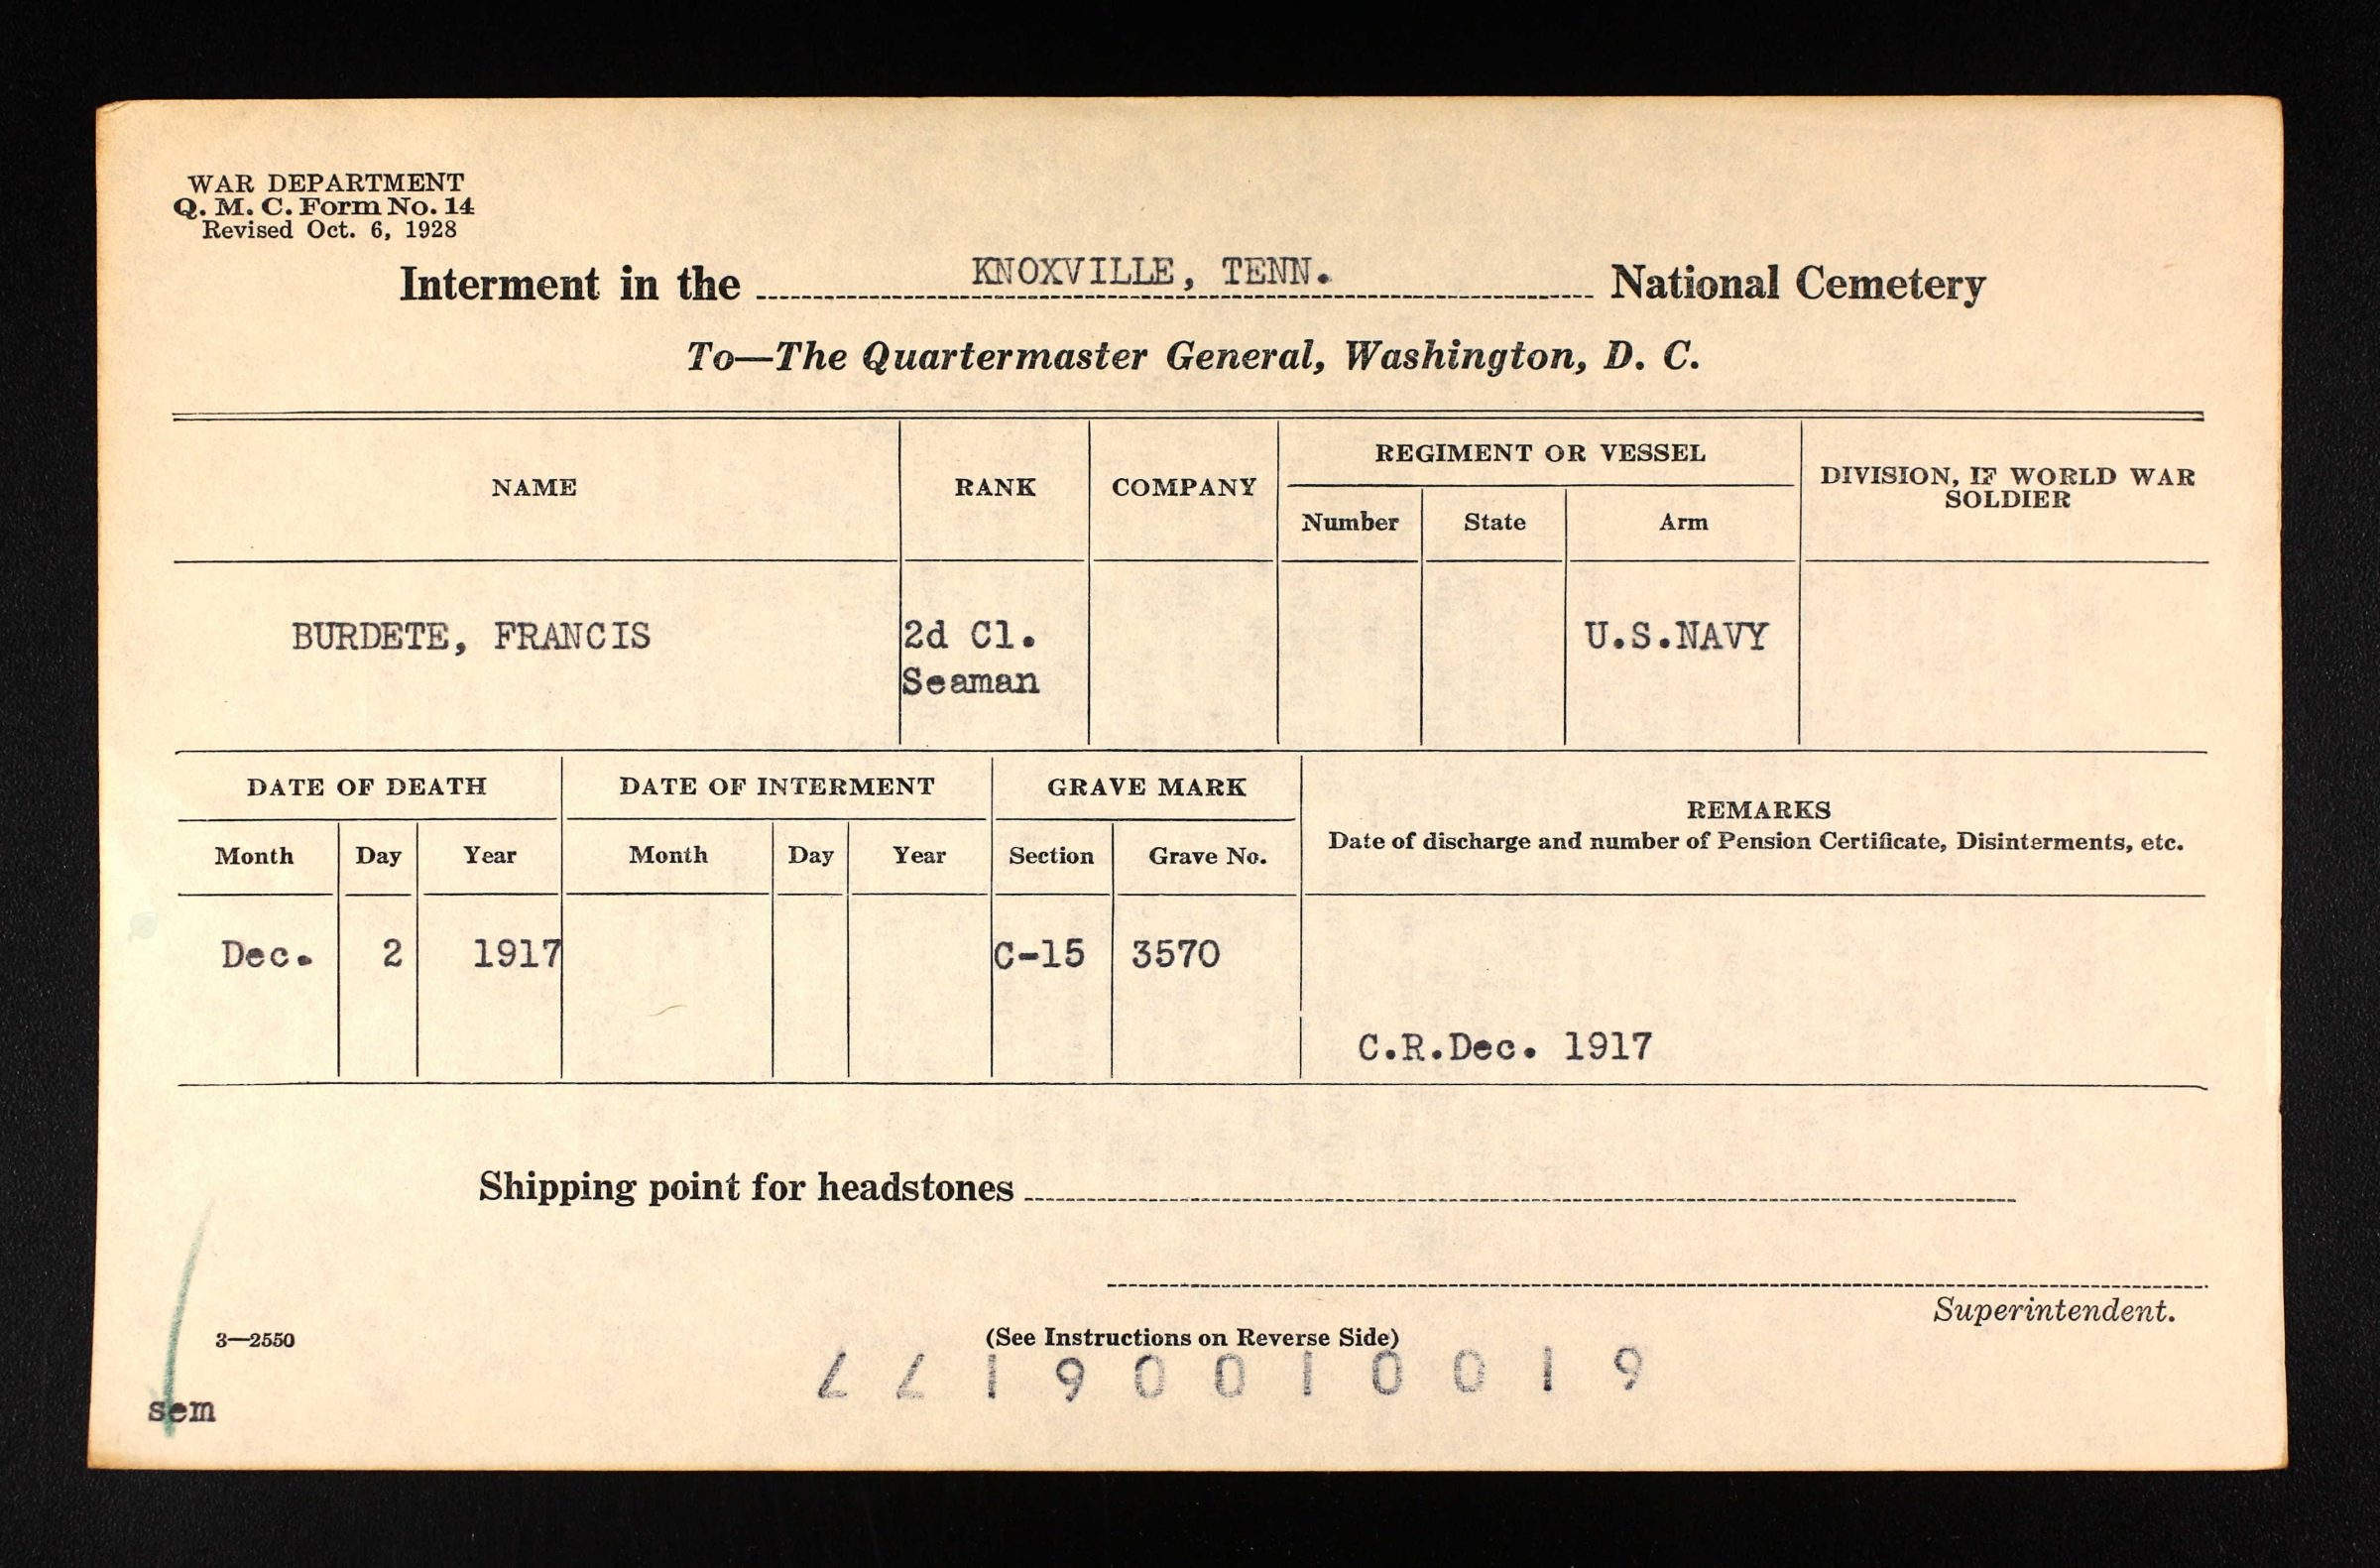 WAR DEPARTMENT
Q. M. C. Form No. 14
Revised Oct. 6, 1928
Interment in the KNOXVILLE, TENN. National Cemetery
To—The Quartermaster General, Washington, D. C.
NAME
RANK
COMPANY
REGIMENT OR VESSEL
Number State Arm
DIVISION, IF WORLD WAR
SOLDIER
BURDETE, FRANCIS 2d Cl. U.S.NAVY
Seaman
DATE OF DEATH DATE OF INTERMENT GRAVE MARK
REMARKS
Date of discharge and number of Pension Certificate, Disinterments, etc.
Month Day Year Month Day Year Section Grave No.
Dec. 2 1917 C-15 3570
C.R.Dec. 1917
Shipping point for headstones
Superintendent.
3—2550
(See Instructions on Reverse Side)
61001006177
sem